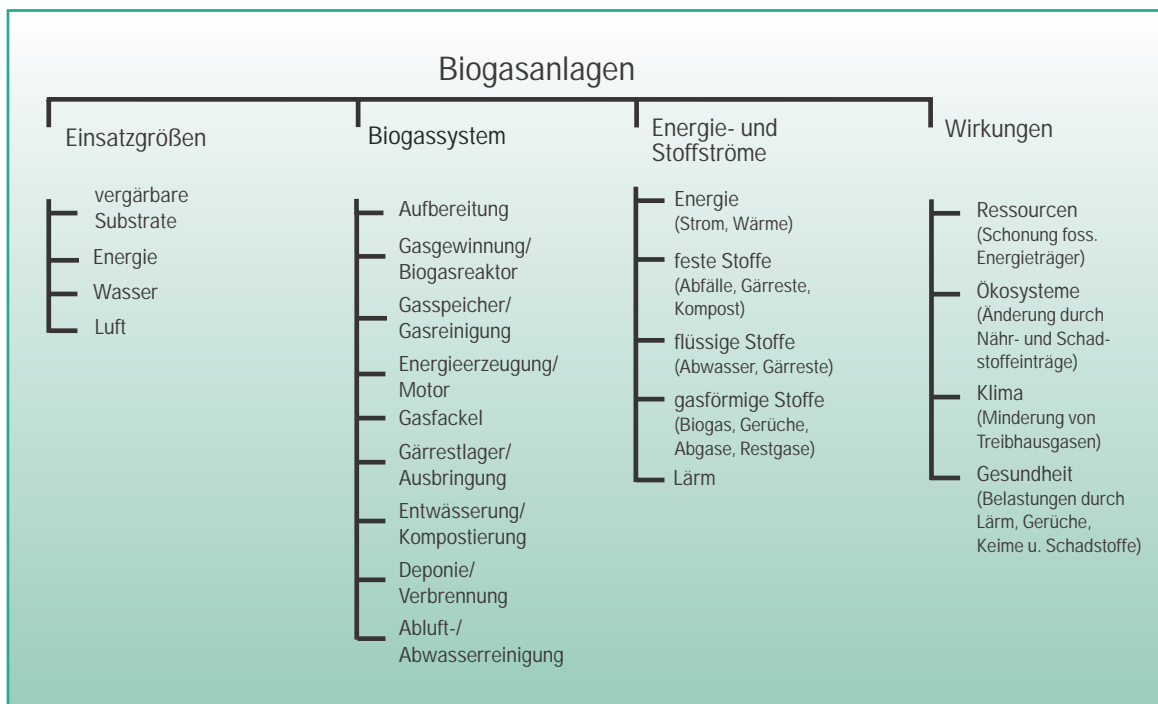 Biogasanlagen
Einsatzgrößen
vergärbare
Substrate
Energie
Wasser
Luft
Biogassystem
Aufbereitung
Gasgewinnung/
Biogasreaktor
Gasspeicher/
Gasreinigung
Energieerzeugung/
Motor
Gasfackel
Gärrestlager/
Ausbringung
Entwässerung/
Kompostierung
Deponie/
Verbrennung
Abluft-/
Abwasserreinigung
Energie- und
Stoffströme
Energie
(Strom, Wärme)
feste Stoffe
(Abfälle, Gärreste,
Kompost)
flüssige Stoffe
(Abwasser, Gärreste)
gasförmige Stoffe
(Biogas, Gerüche,
Abgase, Restgase)
Lärm
Wirkungen
Ressourcen
(Schonung foss.
Energieträger)
Ökosysteme
(Änderung durch
Nähr- und Schad-
stoffeinträge)
Klima
(Minderung von
Treibhausgasen)
Gesundheit
(Belastungen durch
Lärm, Gerüche,
Keime u. Schadstoffe)